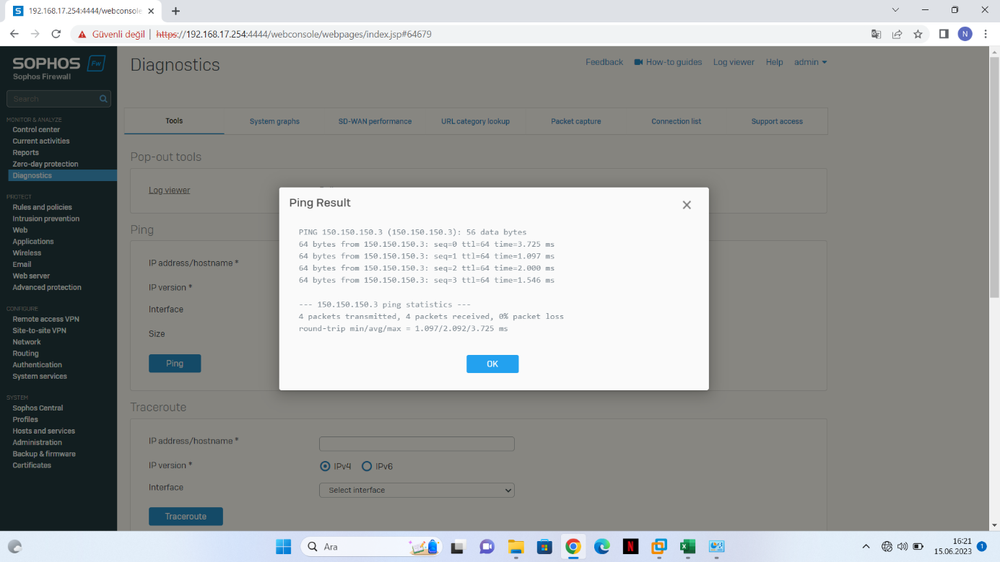 192.168.17.254:4444/webconsole
Güvenli değil | https://192.168.17.254:4444/webconsole/webpages/index.jsp#64679
N
SOPHOS Fw
Sophos Firewall
Search
MONITOR & ANALYZE
Control center
Current activities
Reports
Zero-day protection
Diagnostics
PROTECT
Rules and policies
Intrusion prevention
Web
Applications
Wireless
Email
Web server
Advanced protection
CONFIGURE
Remote access VPN
Site-to-site VPN
Network
Routing
Authentication
System services
SYSTEM
Sophos Central
Profiles
Hosts and services
Administration
Backup & firmware
Certificates
Diagnostics
Feedback How-to guides Log viewer Help admin
Tools System graphs SD-WAN performance URL category lookup Packet capture Connection list Support access
Pop-out tools
Log viewer
Ping
IP address/hostname *
IP version *
Interface
Size
Ping
Ping Result
PING 150.150.150.3 (150.150.150.3): 56 data bytes
64 bytes from 150.150.150.3: seq=0 ttl=64 time=3.725 ms
64 bytes from 150.150.150.3: seq=1 ttl=64 time=1.097 ms
64 bytes from 150.150.150.3: seq=2 ttl=64 time=2.000 ms
64 bytes from 150.150.150.3: seq=3 ttl=64 time=1.546 ms
--- 150.150.150.3 ping statistics ---
4 packets transmitted, 4 packets received, 0% packet loss
round-trip min/avg/max = 1.097/2.092/3.725 ms
OK
Traceroute
IP address/hostname *
IP version *
IPv4 IPv6
Interface
Select interface
Traceroute
Ara
N
16:21
15.06.2023
1